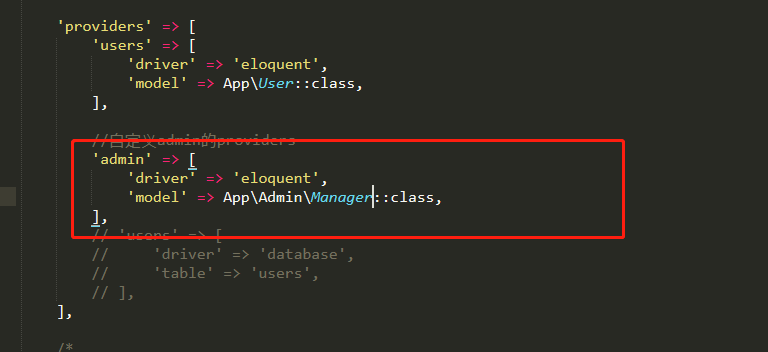 'providers' => [
'users' => [
'driver' => 'eloquent',
'model' => App\User::class,
],
//自定义admin的providers
'admin' => [
'driver' => 'eloquent',
'model' => App\Admin\Manager::class,
],
// 'users' => [
//     'driver' => 'database',
//     'table' => 'users',
// ],
],
/*